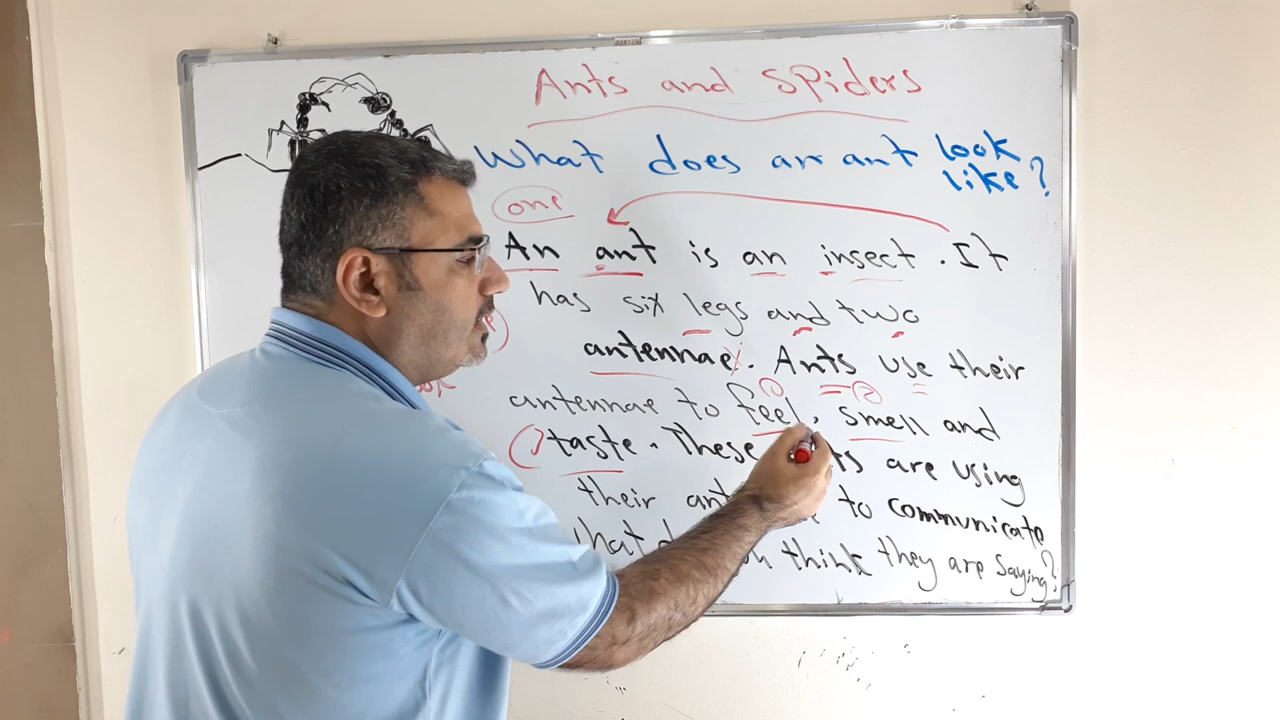 Ants and Spiders
What does an ant look like?
one
An ant is an insect. It
has six legs and two
antennae. Ants use their
antennae to feel, smell and
taste. These are using
their to communicate
think they are saying?